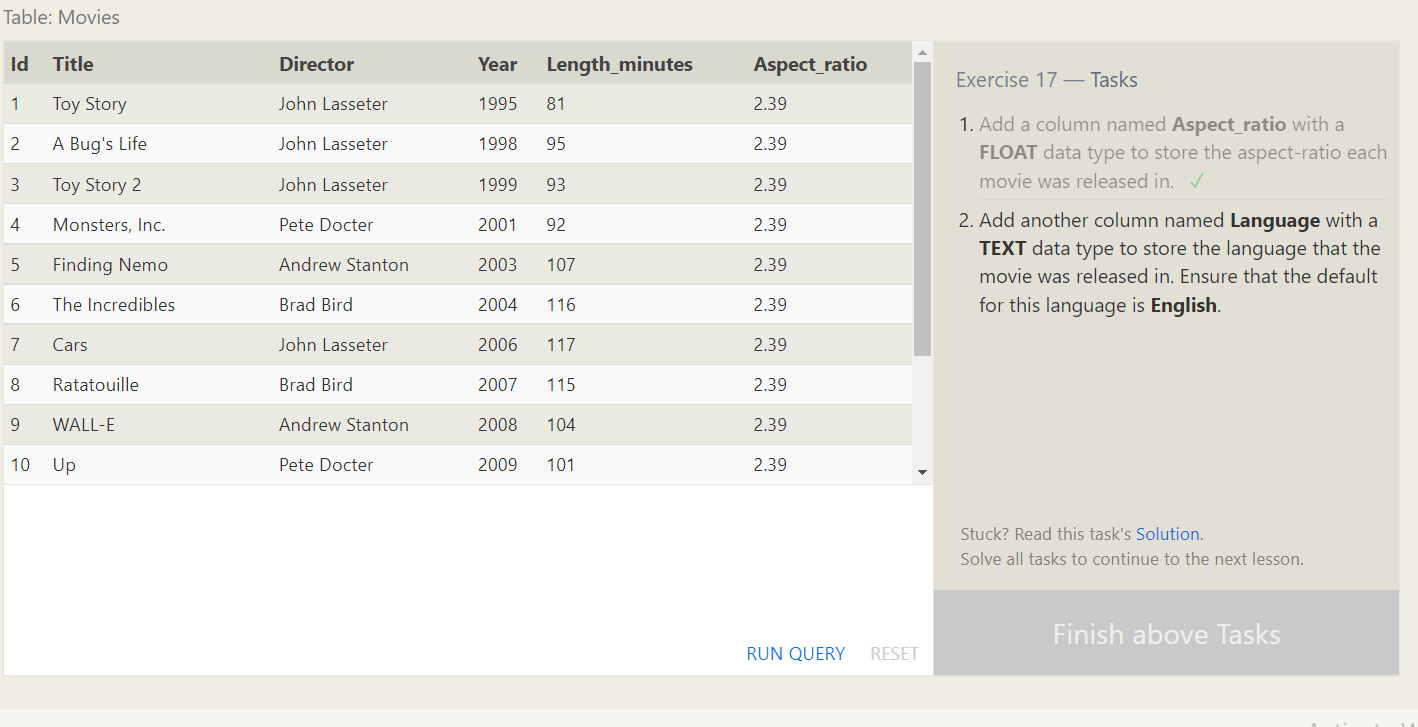 Table: Movies
Id Title Director Year Length_minutes Aspect_ratio
1 Toy Story John Lasseter 1995 81 2.39
2 A Bug's Life John Lasseter 1998 95 2.39
3 Toy Story 2 John Lasseter 1999 93 2.39
4 Monsters, Inc. Pete Docter 2001 92 2.39
5 Finding Nemo Andrew Stanton 2003 107 2.39
6 The Incredibles Brad Bird 2004 116 2.39
7 Cars John Lasseter 2006 117 2.39
8 Ratatouille Brad Bird 2007 115 2.39
9 WALL-E Andrew Stanton 2008 104 2.39
10 Up Pete Docter 2009 101 2.39
RUN QUERY RESET
Exercise 17 — Tasks
1. Add a column named Aspect_ratio with a
FLOAT data type to store the aspect-ratio each
movie was released in. ✓
2. Add another column named Language with a
TEXT data type to store the language that the
movie was released in. Ensure that the default
for this language is English.
Stuck? Read this task's Solution.
Solve all tasks to continue to the next lesson.
Finish above Tasks